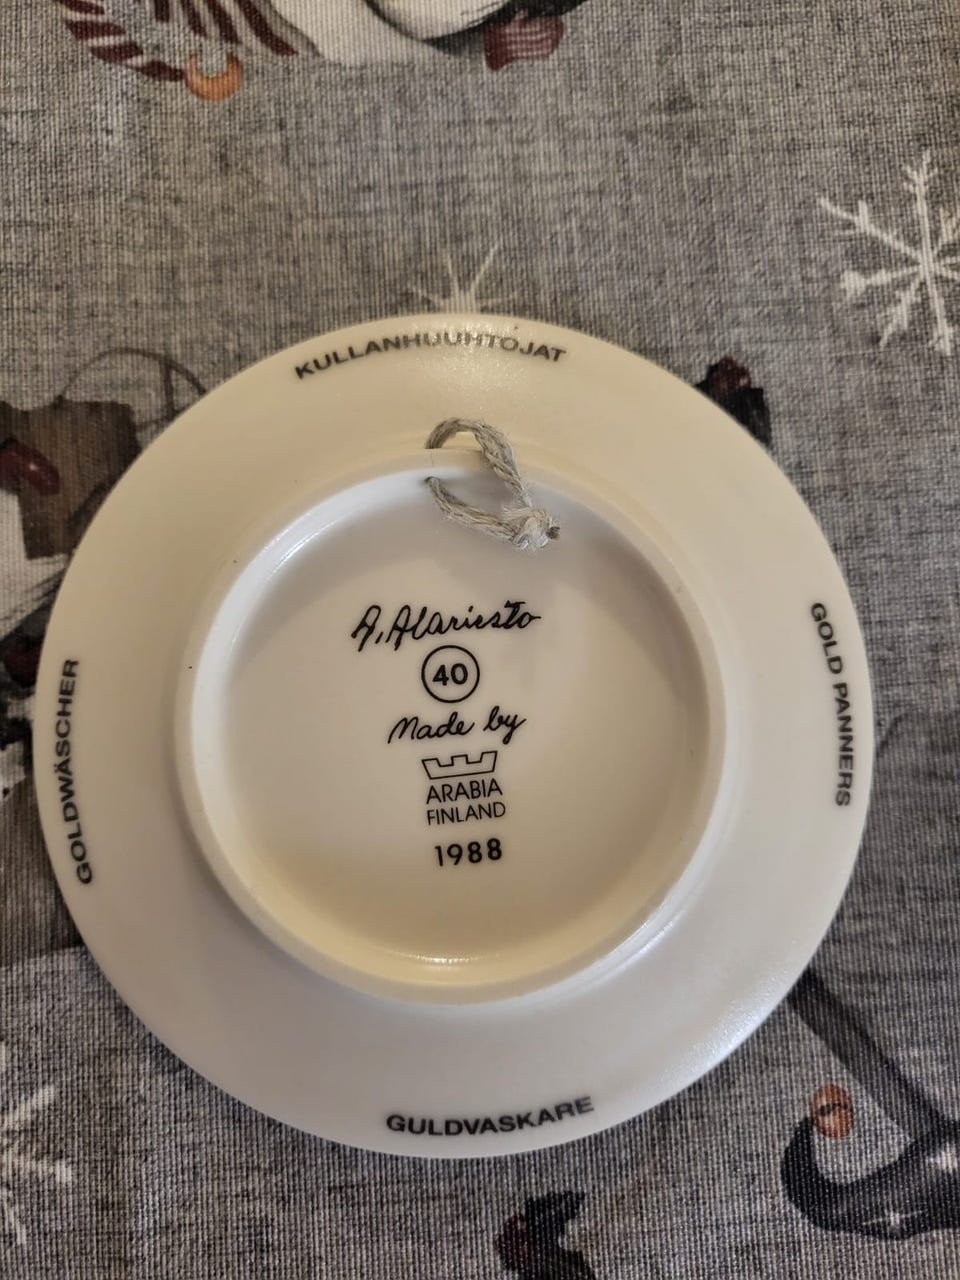 KULLANHUUHTOJAT
A. Alariesto
40
Made by
ARABIA
FINLAND
1988
GOLD PANNERS
GULDVASKARE
GOLDWÄSCHER